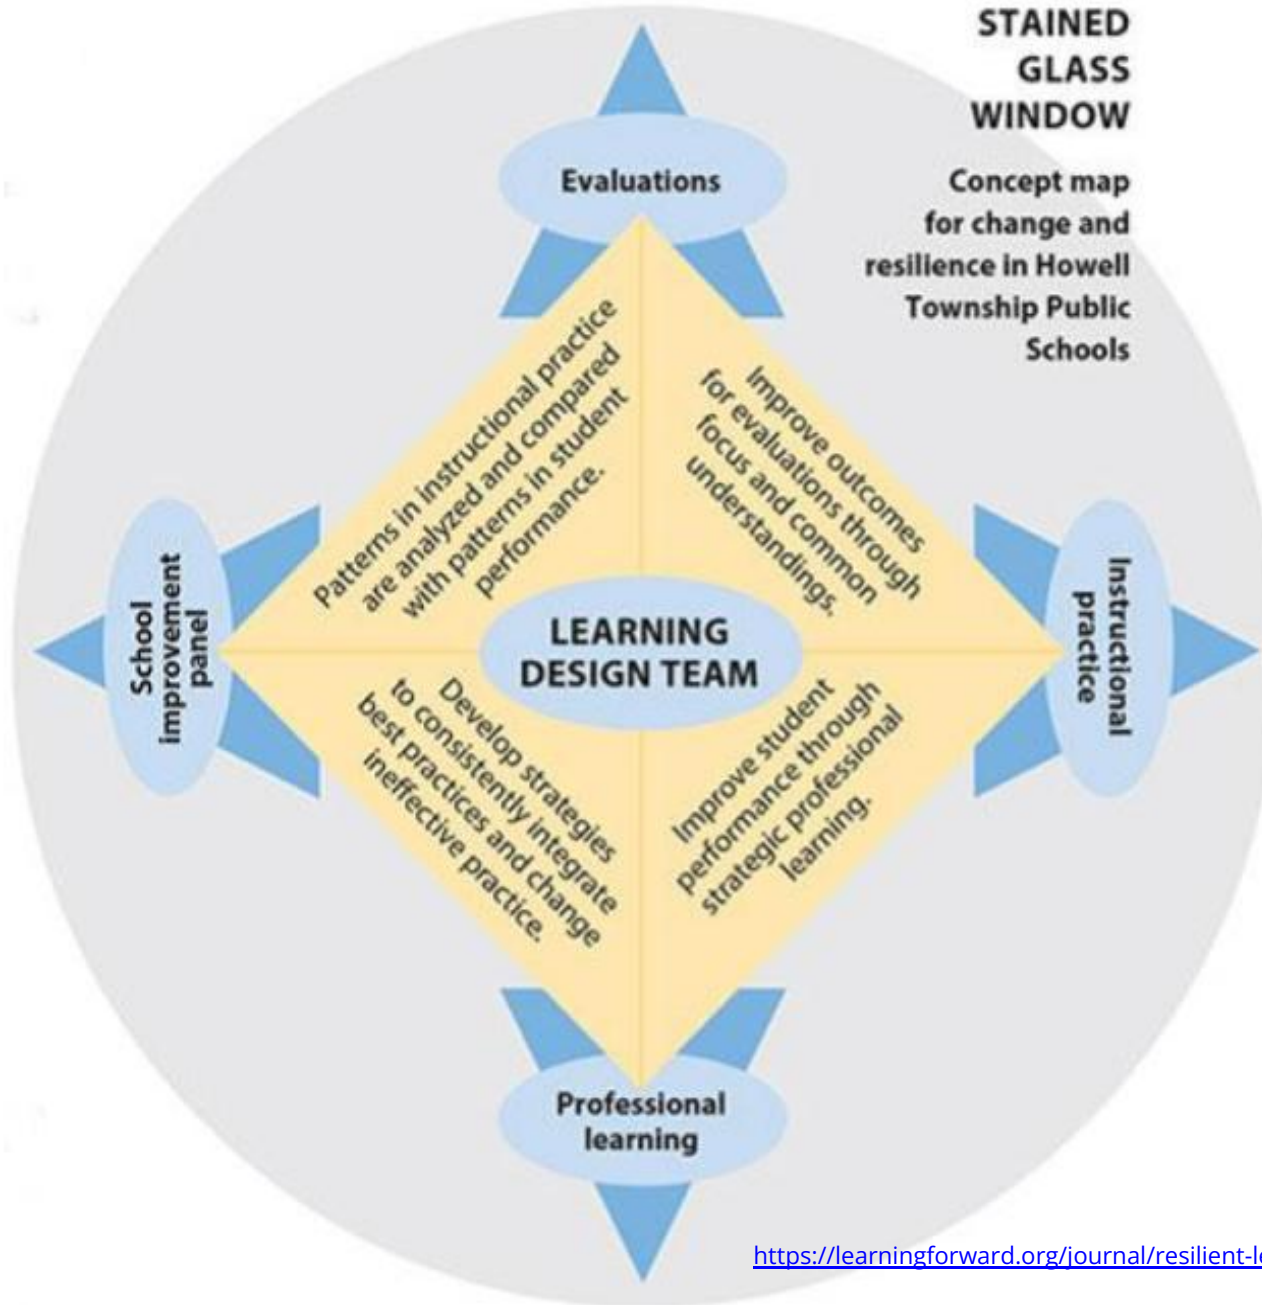 STAINED
GLASS
WINDOW
Concept map
for change and
resilience in Howell
Township Public
Schools
Evaluations
Patterns in instructional practice
are analyzed and compared
with patterns in student
performance.
Improve outcomes
for evaluations through
focus and common
understandings.
School
improvement
panel
LEARNING
DESIGN TEAM
Instructional
practice
Develop strategies
to consistently integrate
best practices and change
ineffective practice.
Improve student
performance through
strategic professional
learning.
Professional
learning
https://learningforward.org/journal/resilient-le